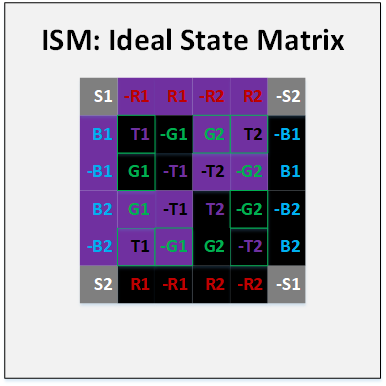 ISM: Ideal State Matrix
S1 -R1 R1 -R2 R2 -S2
B1 T1 -G1 G2 T2 -B1
-B1 G1 -T1 -T2 -G2 B1
B2 G1 -T1 T2 -G2 -B2
-B2 T1 -G1 G2 -T2 B2
S2 R1 -R1 R2 -R2 -S1